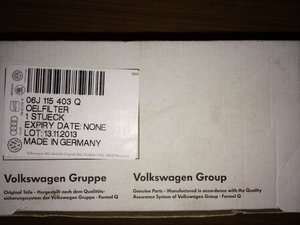 06J 115 403 Q
OELFILTER
1 STUECK
EXPIRY DATE: NONE
LOT: 13.11.2013
MADE IN GERMANY
Volkswagen Gruppe
Original Teile - Hergestellt nach dem Qualitäts-
sicherungssystem der Volkswagen Gruppe - Formel Q
Volkswagen Group
Genuine Parts - Manufactured in accordance with the Quality
Assurance System of Volkswagen Group - Formel Q